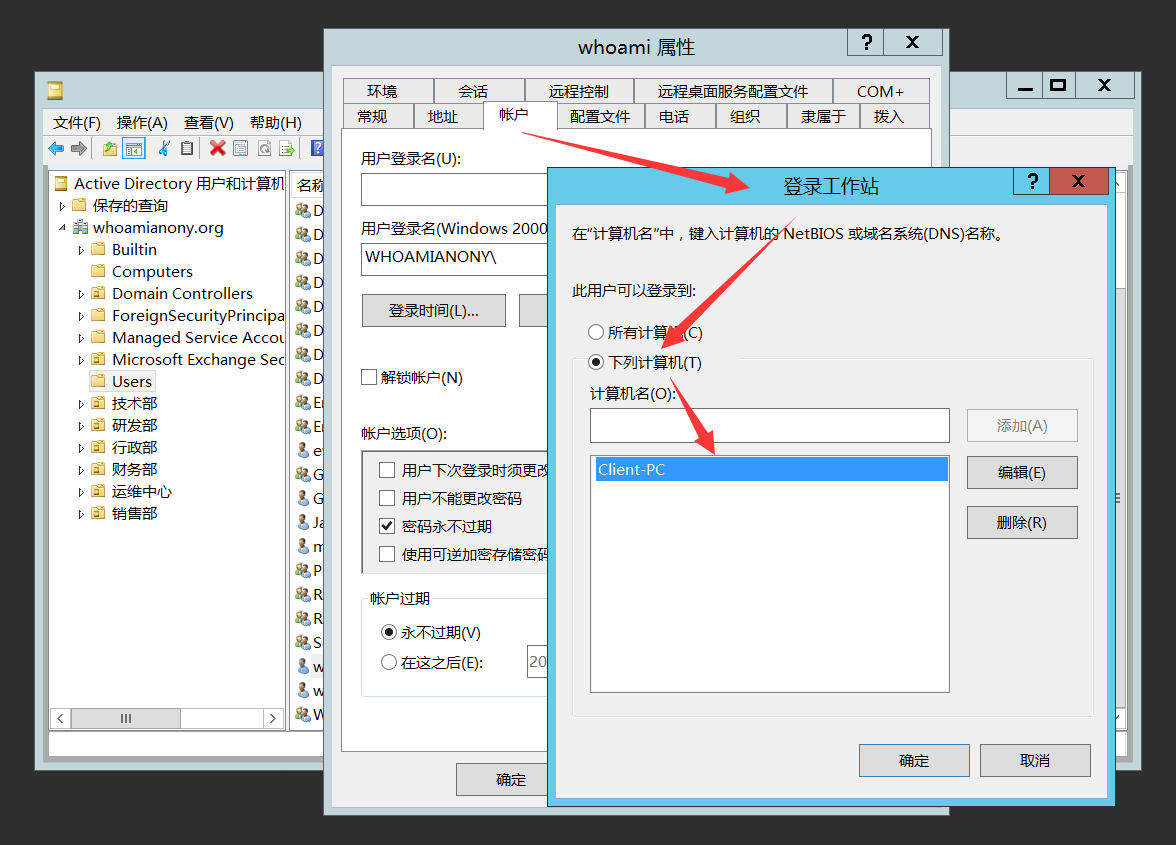 whoami 属性
环境
会话
远程控制
远程桌面服务配置文件
COM+
常规
地址
帐户
配置文件
电话
组织
隶属于
拨入
文件(F)
操作(A)
查看(V)
帮助(H)
Active Directory 用户和计算机
保存的查询
whoamianony.org
Builtin
Computers
Domain Controllers
ForeignSecurityPrincipa
Managed Service Accou
Microsoft Exchange Sec
Users
技术部
研发部
行政部
财务部
运维中心
销售部
名称
用户登录名(U):
用户登录名(Windows 2000
WHOAMIANONY\
登录时间(L)...
解锁帐户(N)
帐户选项(O):
用户下次登录时须更改
用户不能更改密码
密码永不过期
使用可逆加密存储密码
帐户过期
永不过期(V)
在这之后(E):
20
确定
登录工作站
在"计算机名"中，键入计算机的 NetBIOS 或域名系统(DNS)名称。
此用户可以登录到:
所有计算机(C)
下列计算机(T)
计算机名(O):
添加(A)
Client-PC
编辑(E)
删除(R)
确定
取消